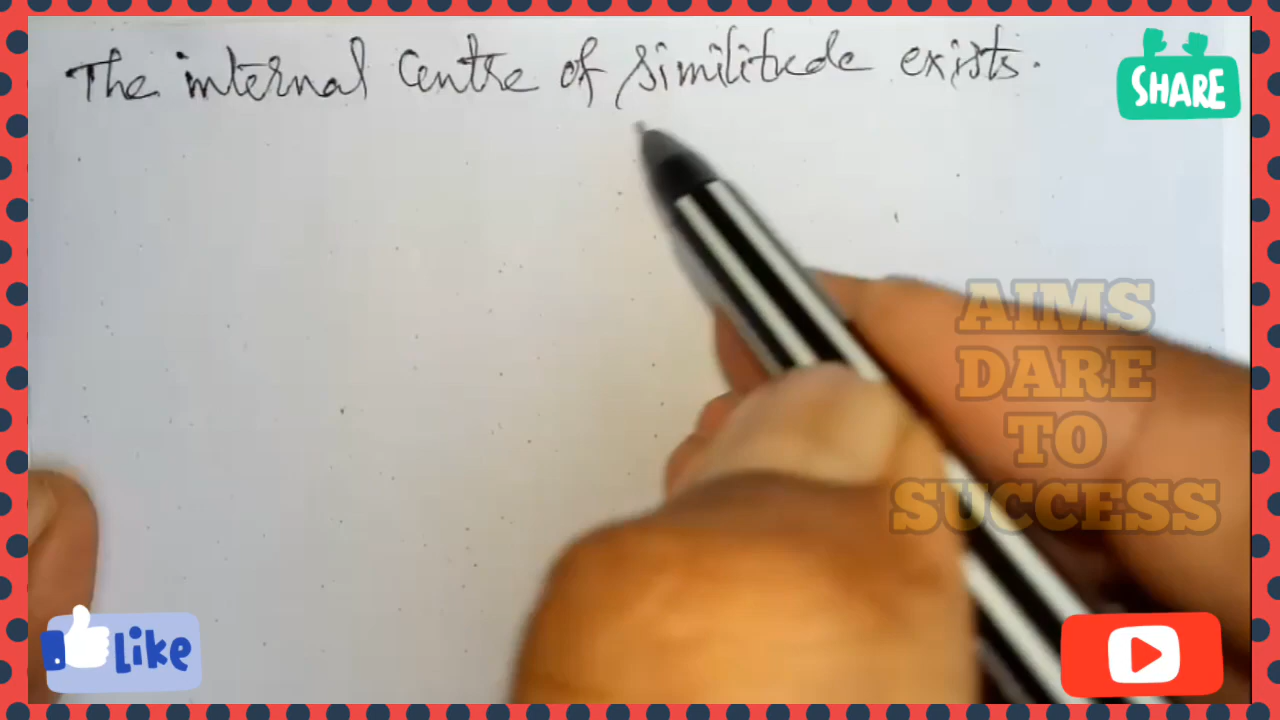 The internal Centre of similitude exists.
SHARE
AIMS
DARE
TO
SUCCESS
Like